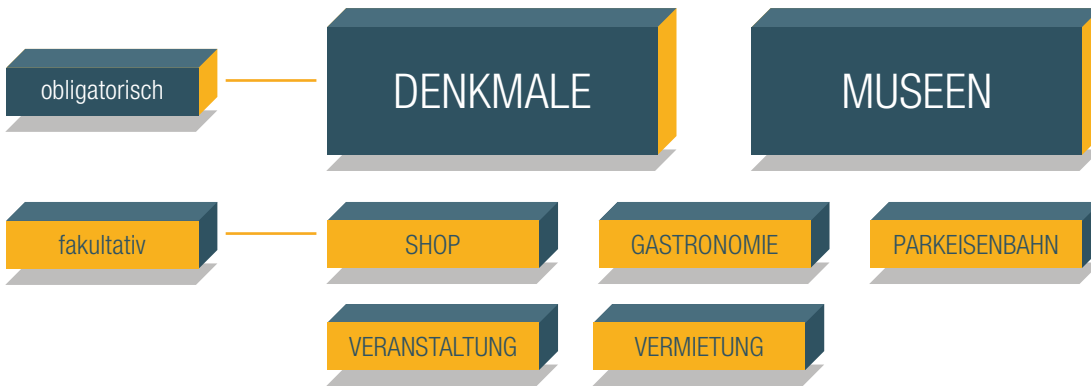 obligatorisch
DENKMALE
MUSEEN
fakultativ
SHOP
GASTRONOMIE
PARKEISENBAHN
VERANSTALTUNG
VERMIETUNG